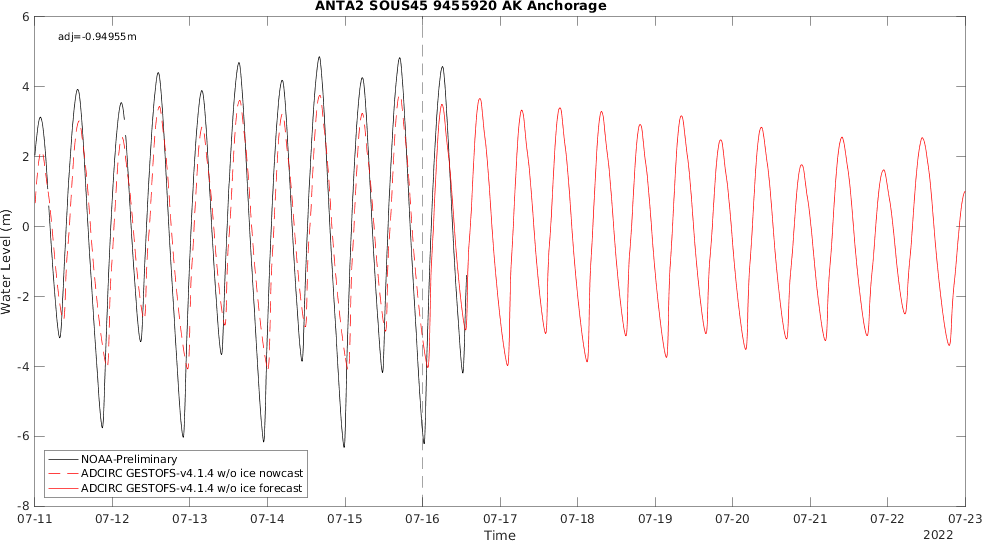 ANTA2 SOUS45 9455920 AK Anchorage
adj=-0.94955m
6
4
2
0
-2
-4
-6
-8
Water Level (m)
NOAA-Preliminary
ADCIRC GESTOFS-v4.1.4 w/o ice nowcast
ADCIRC GESTOFS-v4.1.4 w/o ice forecast
07-11 07-12 07-13 07-14 07-15 07-16 07-17 07-18 07-19 07-20 07-21 07-22 07-23
Time
2022